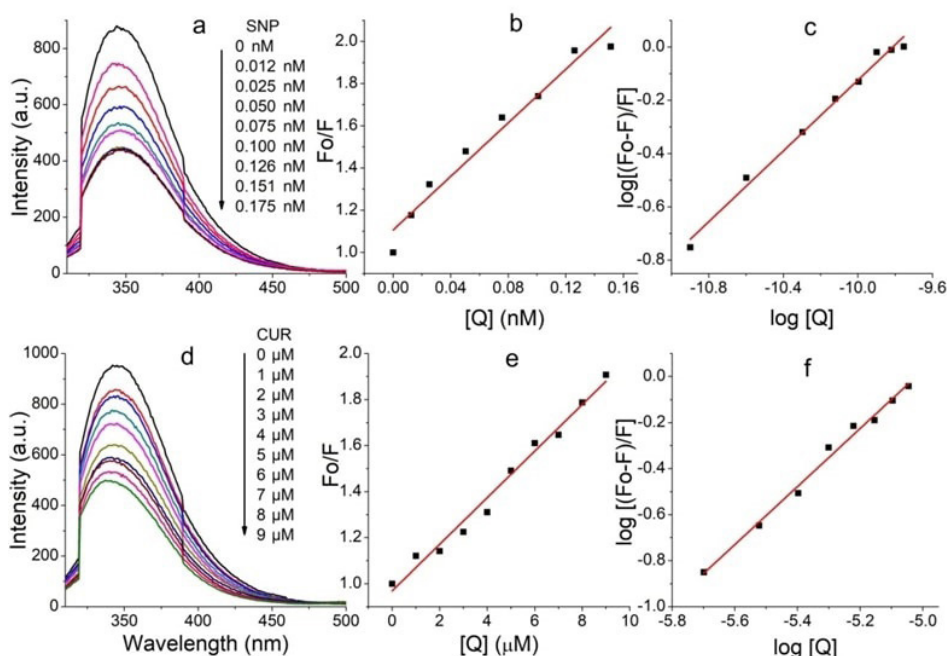 a
SNP
0 nM
0.012 nM
0.025 nM
0.050 nM
0.075 nM
0.100 nM
0.126 nM
0.151 nM
0.175 nM
Intensity (a.u.)
800
600
400
200
0
350
400
450
500
b
Fo/F
2.0
1.8
1.6
1.4
1.2
1.0
0.00
0.04
0.08
0.12
0.16
[Q] (nM)
c
log[(Fo-F)/F]
0.0
-0.2
-0.4
-0.6
-0.8
-10.8
-10.4
-10.0
-9.6
log [Q]
d
CUR
0 µM
1 µM
2 µM
3 µM
4 µM
5 µM
6 µM
7 µM
8 µM
9 µM
Intensity (a.u.)
1000
800
600
400
200
0
350
400
450
500
Wavelength (nm)
e
Fo/F
2.0
1.8
1.6
1.4
1.2
1.0
0
2
4
6
8
10
[Q] (µM)
f
log [(Fo-F)/F]
0.0
-0.2
-0.4
-0.6
-0.8
-1.0
-5.8
-5.6
-5.4
-5.2
-5.0
log [Q]